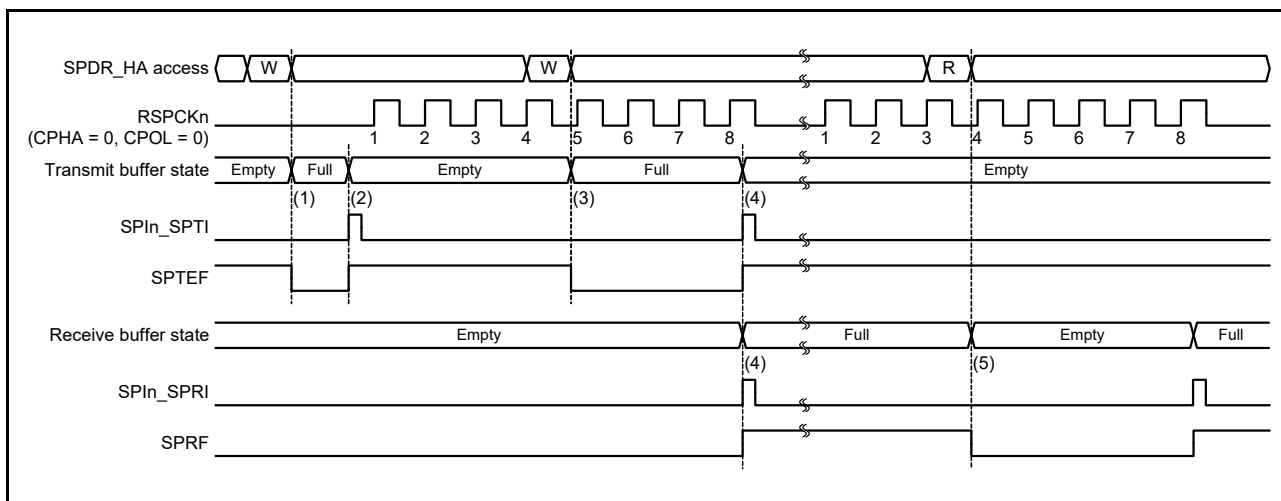 SPDR_HA access
W
W
R
RSPCKn
(CPHA = 0, CPOL = 0)
1 2 3 4 5 6 7 8 1 2 3 4 5 6 7 8
Transmit buffer state
Empty Full Empty Full Empty
(1) (2) (3) (4)
SPIn_SPTI
SPTEF
Receive buffer state
Empty Full Empty Full
(4) (5)
SPIn_SPRI
SPRF